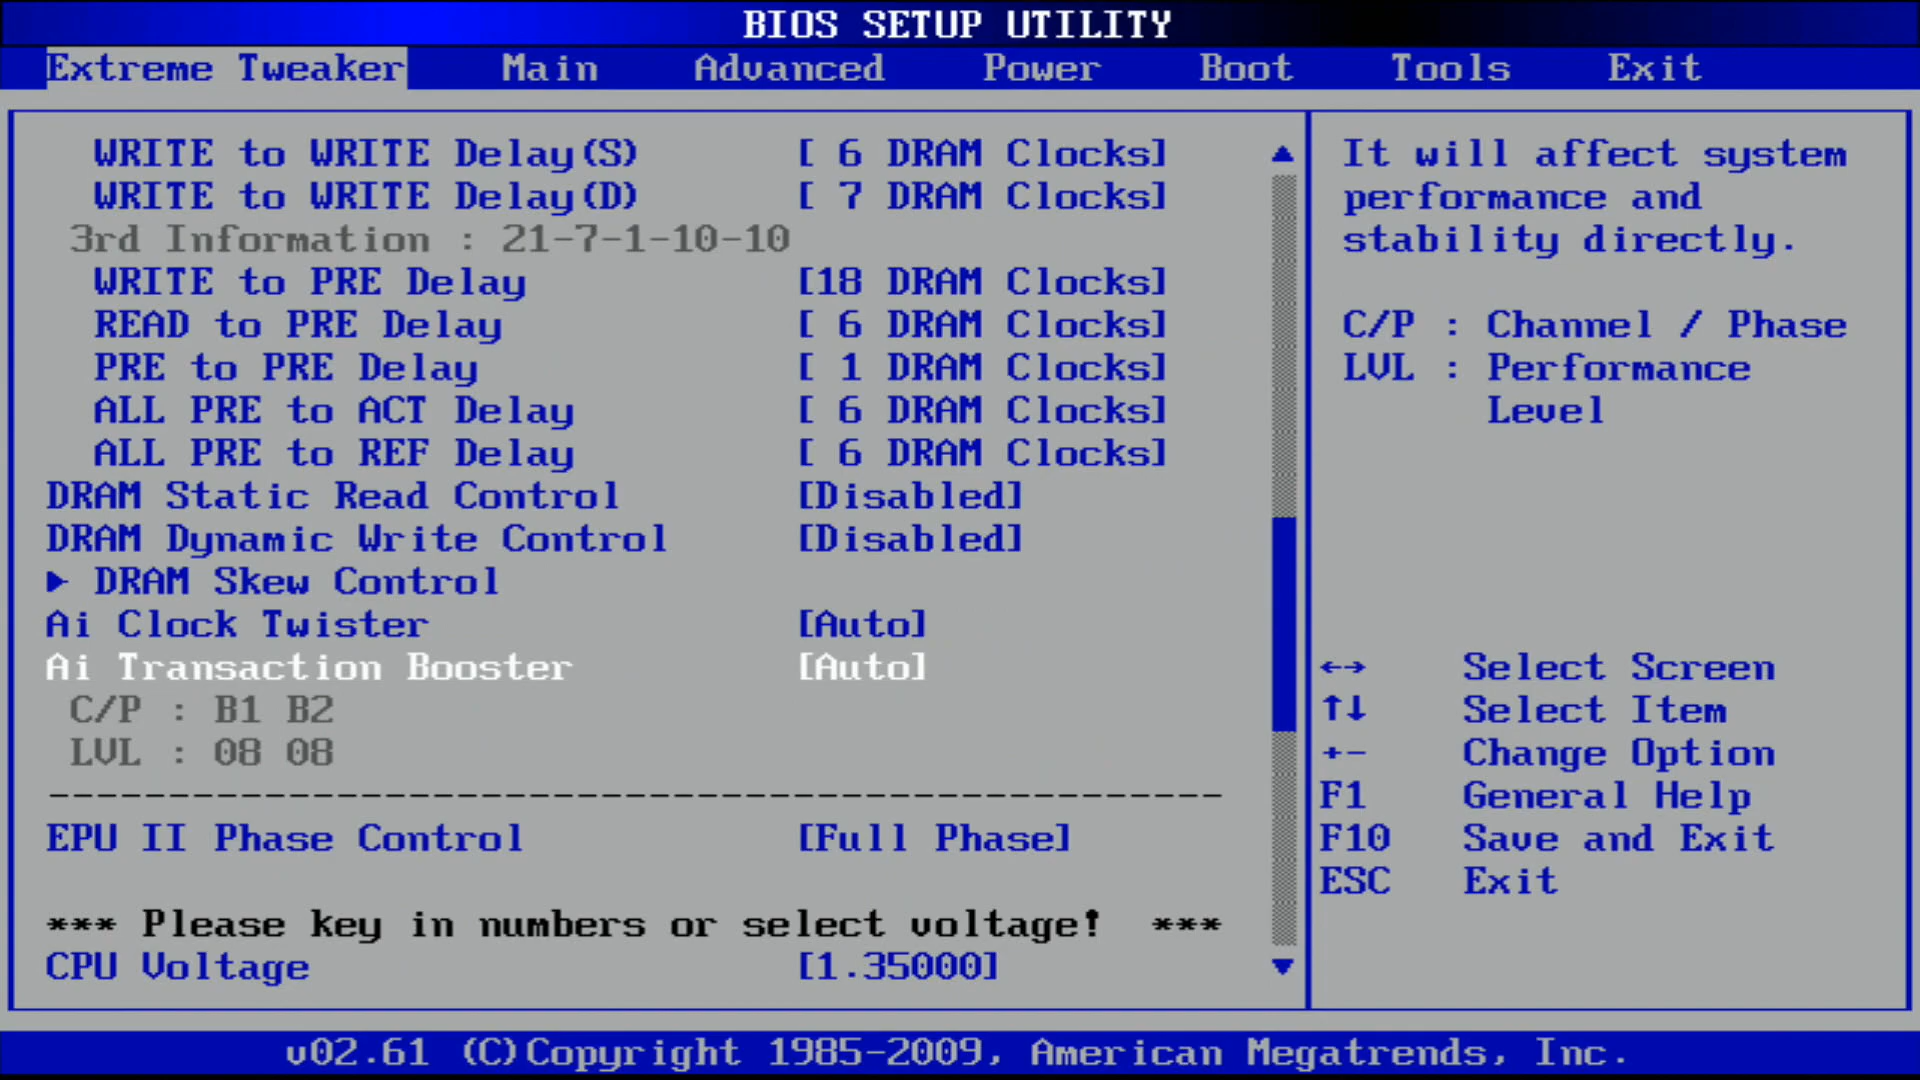 BIOS SETUP UTILITY
Extreme Tweaker Main Advanced Power Boot Tools Exit
WRITE to WRITE Delay(S) [ 6 DRAM Clocks]
WRITE to WRITE Delay(D) [ 7 DRAM Clocks]
3rd Information : 21-7-1-10-10
WRITE to PRE Delay [18 DRAM Clocks]
READ to PRE Delay [ 6 DRAM Clocks]
PRE to PRE Delay [ 1 DRAM Clocks]
ALL PRE to ACT Delay [ 6 DRAM Clocks]
ALL PRE to REF Delay [ 6 DRAM Clocks]
DRAM Static Read Control [Disabled]
DRAM Dynamic Write Control [Disabled]
► DRAM Skew Control
Ai Clock Twister [Auto]
Ai Transaction Booster [Auto]
C/P : B1 B2
LVL : 08 08
-------------------------------------------------
EPU II Phase Control [Full Phase]
*** Please key in numbers or select voltage! ***
CPU Voltage [1.35000]
It will affect system
performance and
stability directly.
C/P : Channel / Phase
LVL : Performance
Level
↔ Select Screen
↑↓ Select Item
+- Change Option
F1 General Help
F10 Save and Exit
ESC Exit
v02.61 (C)Copyright 1985-2009, American Megatrends, Inc.